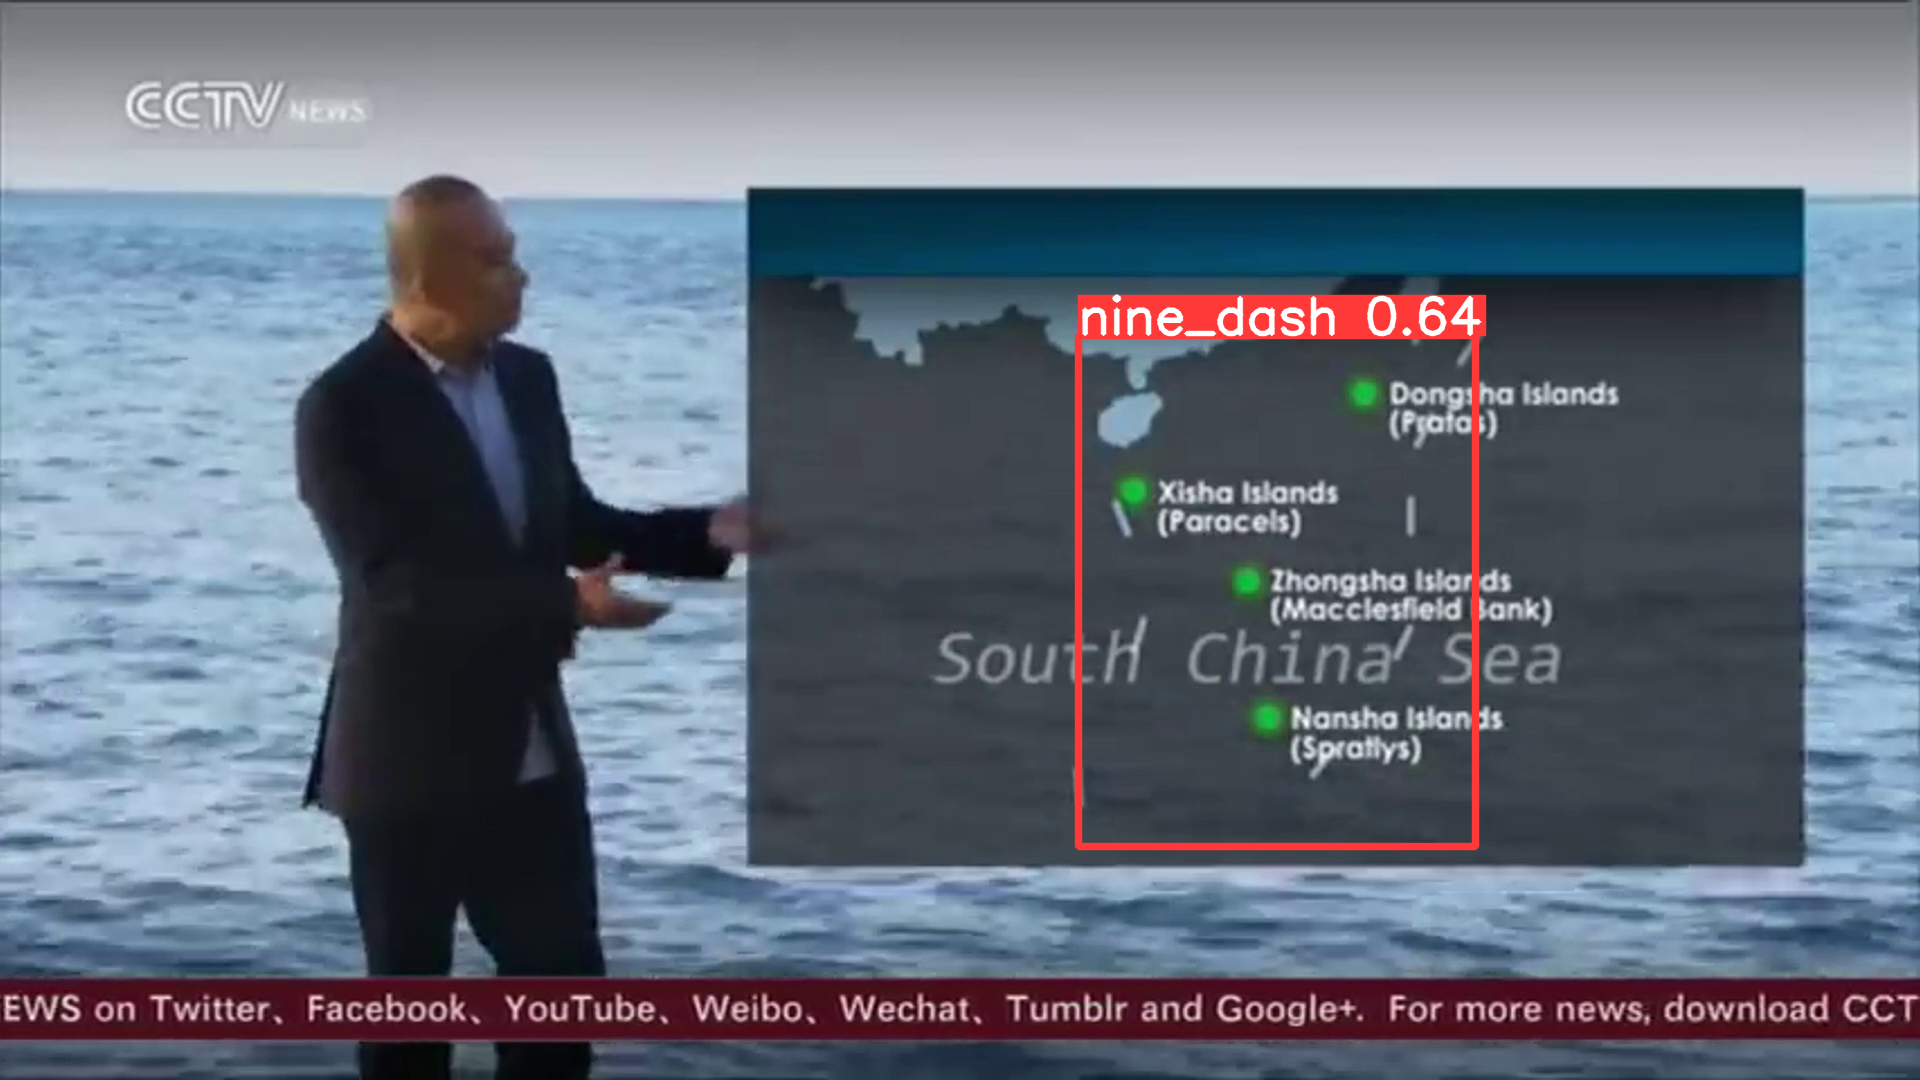 CCTV NEWS
nine_dash 0.64
Dongsha Islands
(Pratas)
Xisha Islands
(Paracels)
Zhongsha Islands
(Macclesfield Bank)
South China Sea
Nansha Islands
(Spratlys)
EWS on Twitter、Facebook、YouTube、Weibo、Wechat、Tumblr and Google+. For more news, download CCT